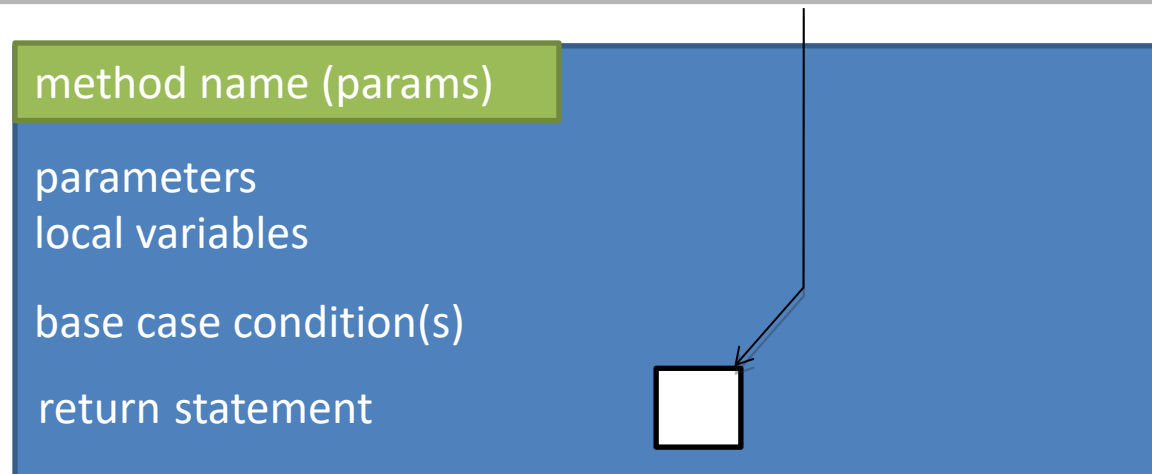 method name (params)
parameters
local variables
base case condition(s)
return statement